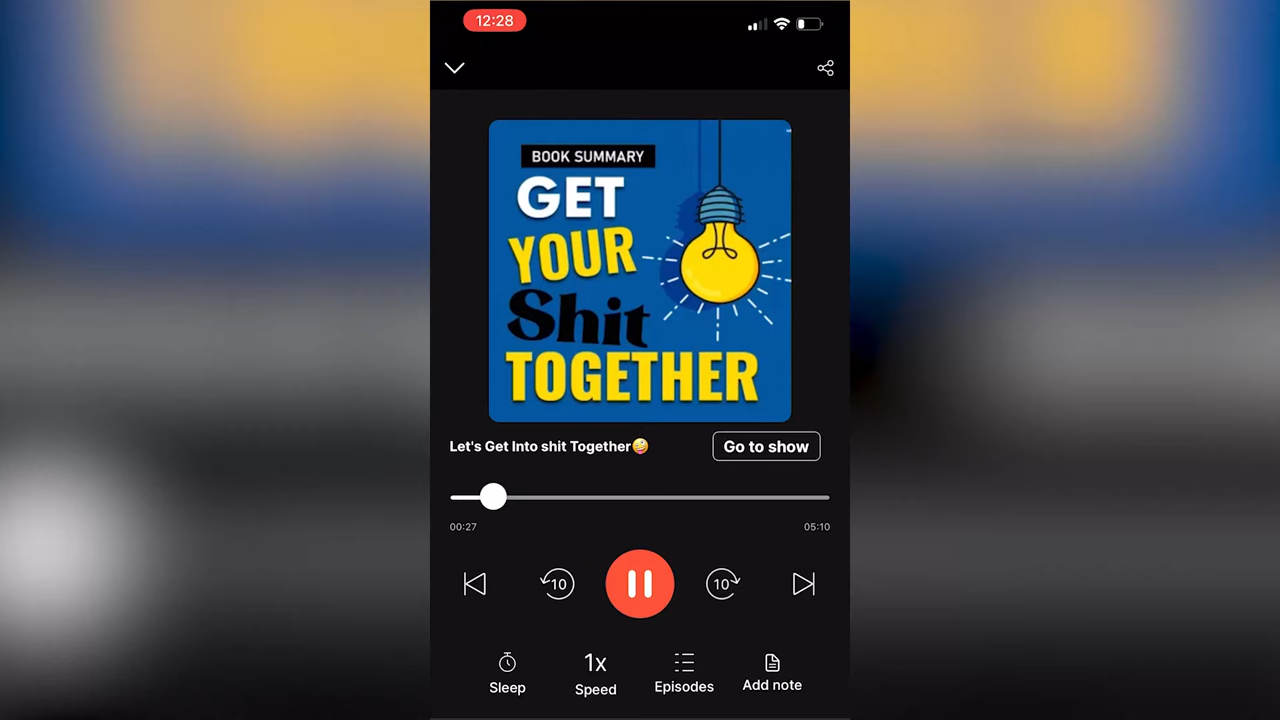 12:28
BOOK SUMMARY
GET
YOUR
Shit
TOGETHER
Let's Get Into shit Together🤪
Go to show
00:27
05:10
10
10
1x
Sleep
Speed
Episodes
Add note